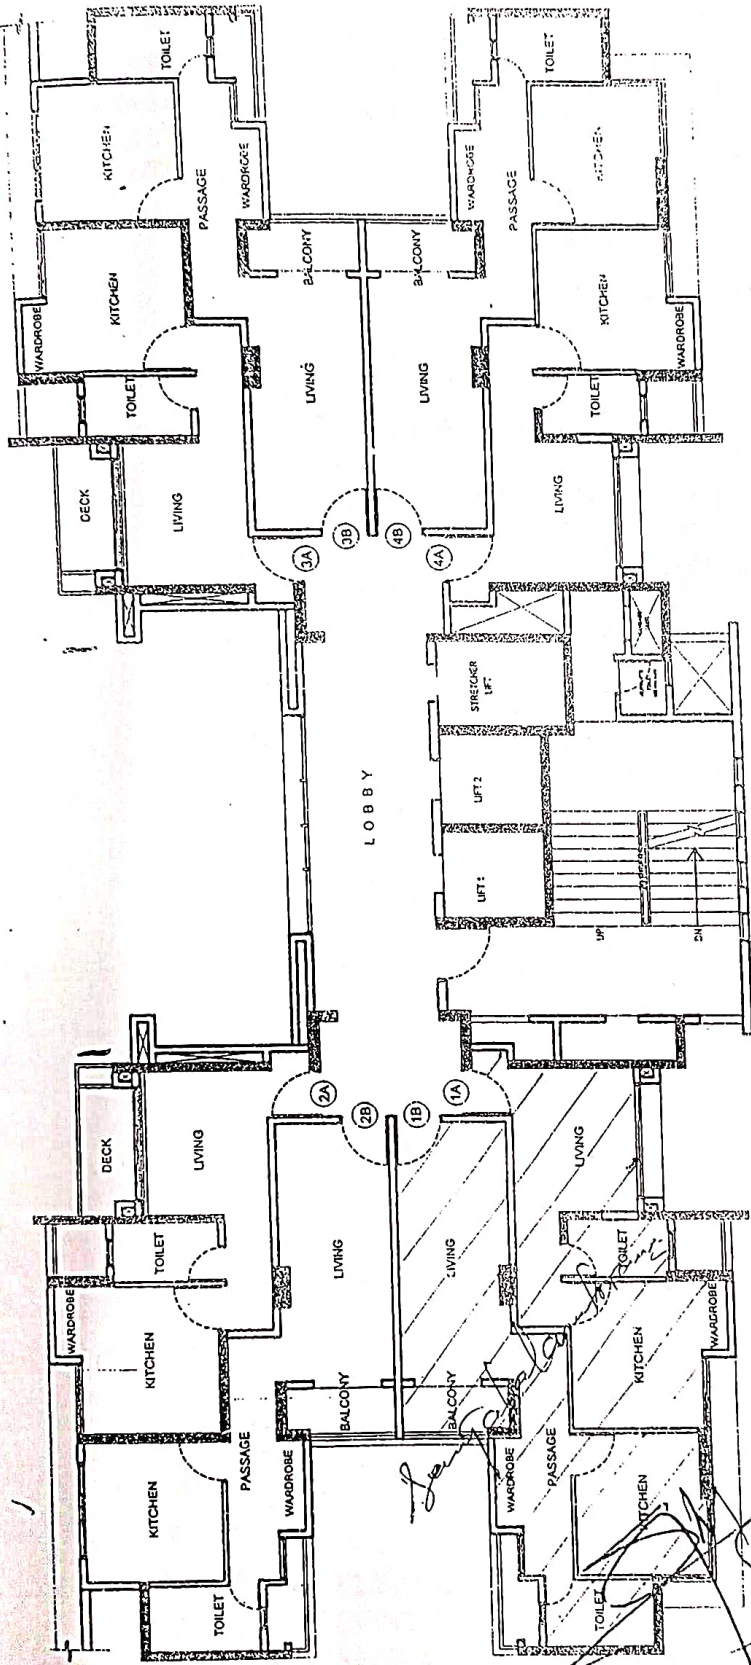 TOILET
KITCHEN
PASSAGE
WARDROBE
KITCHEN
WARDROBE
TOILET
BALCONY
LIVING
DECK
LIVING
3A
3B
TOILET
KITCHEN
PASSAGE
WARDROBE
KITCHEN
WARDROBE
TOILET
BALCONY
LIVING
LIVING
4B
4A
STRETCHER
LIFT
LIFT 2
LIFT 1
LOBBY
UP
DN
DECK
LIVING
TOILET
WARDROBE
KITCHEN
KITCHEN
PASSAGE
WARDROBE
TOILET
BALCONY
LIVING
2A
2B
1B
1A
LIVING
BALCONY
LIVING
TOILET
WARDROBE
KITCHEN
KITCHEN
PASSAGE
WARDROBE
TOILET